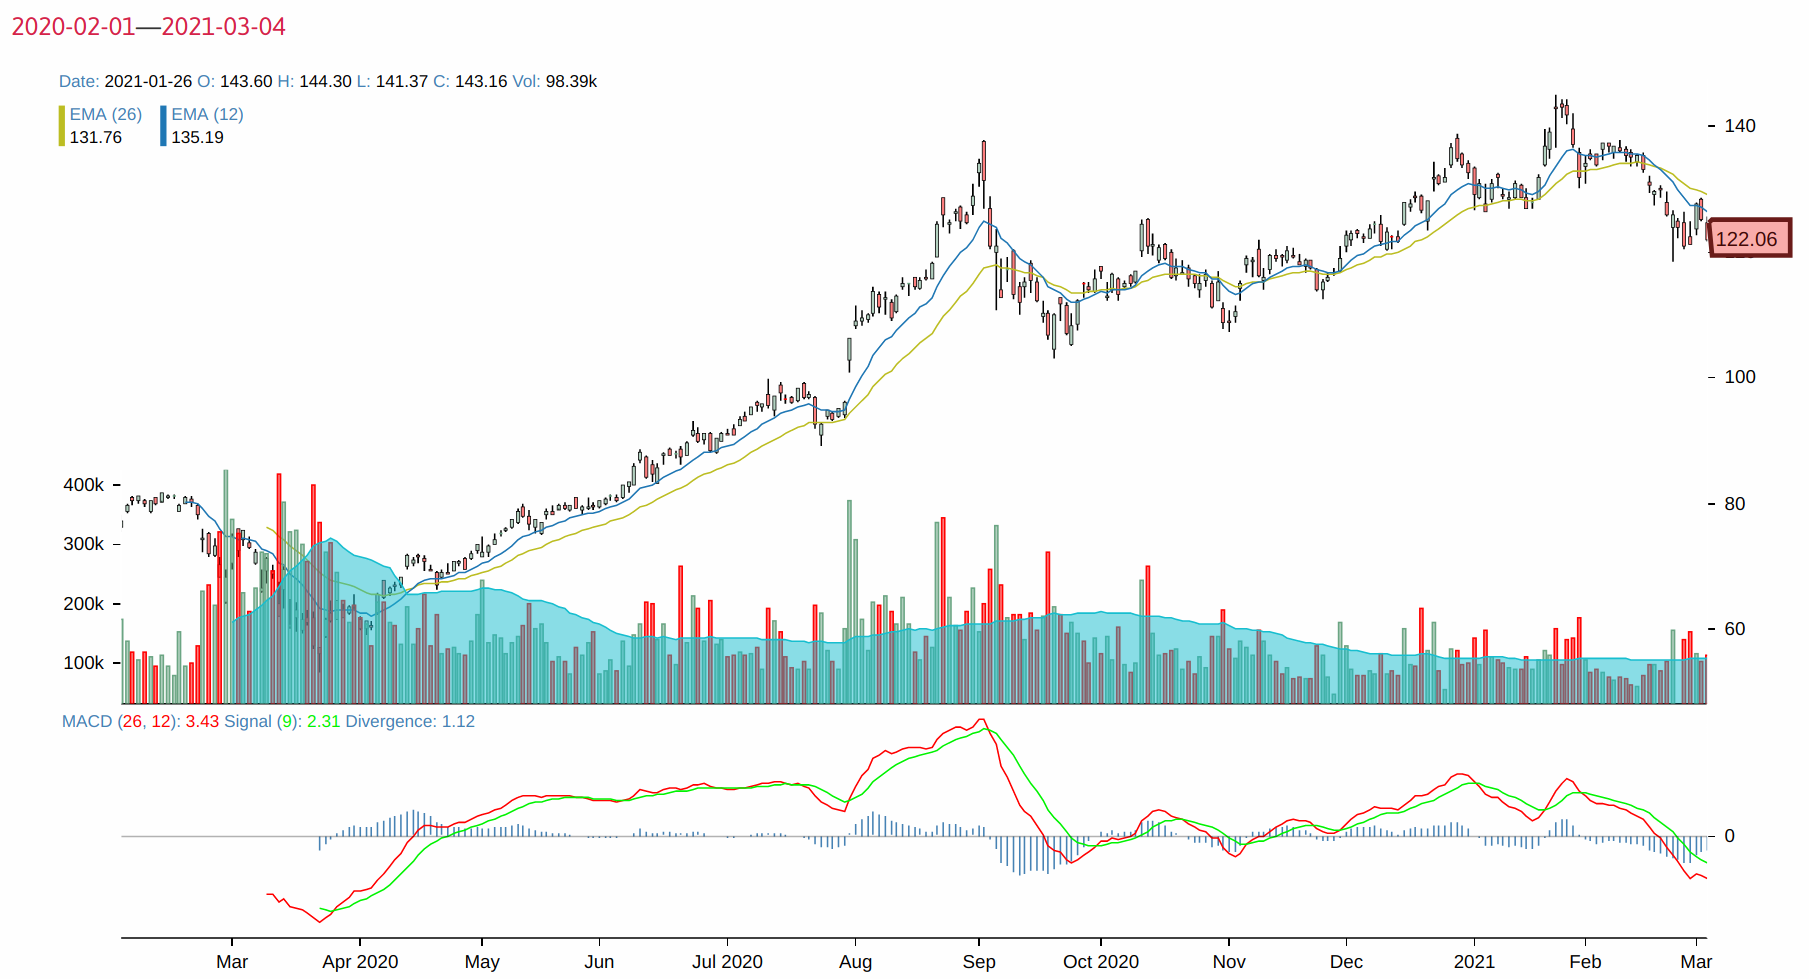 2020-02-01—2021-03-04
Date: 2021-01-26 O: 143.60 H: 144.30 L: 141.37 C: 143.16 Vol: 98.39k
EMA (26) EMA (12)
131.76 135.19
140
122.06
100
400k
80
300k
200k
60
100k
MACD (26, 12): 3.43 Signal (9): 2.31 Divergence: 1.12
0
Mar Apr 2020 May Jun Jul 2020 Aug Sep Oct 2020 Nov Dec 2021 Feb Mar